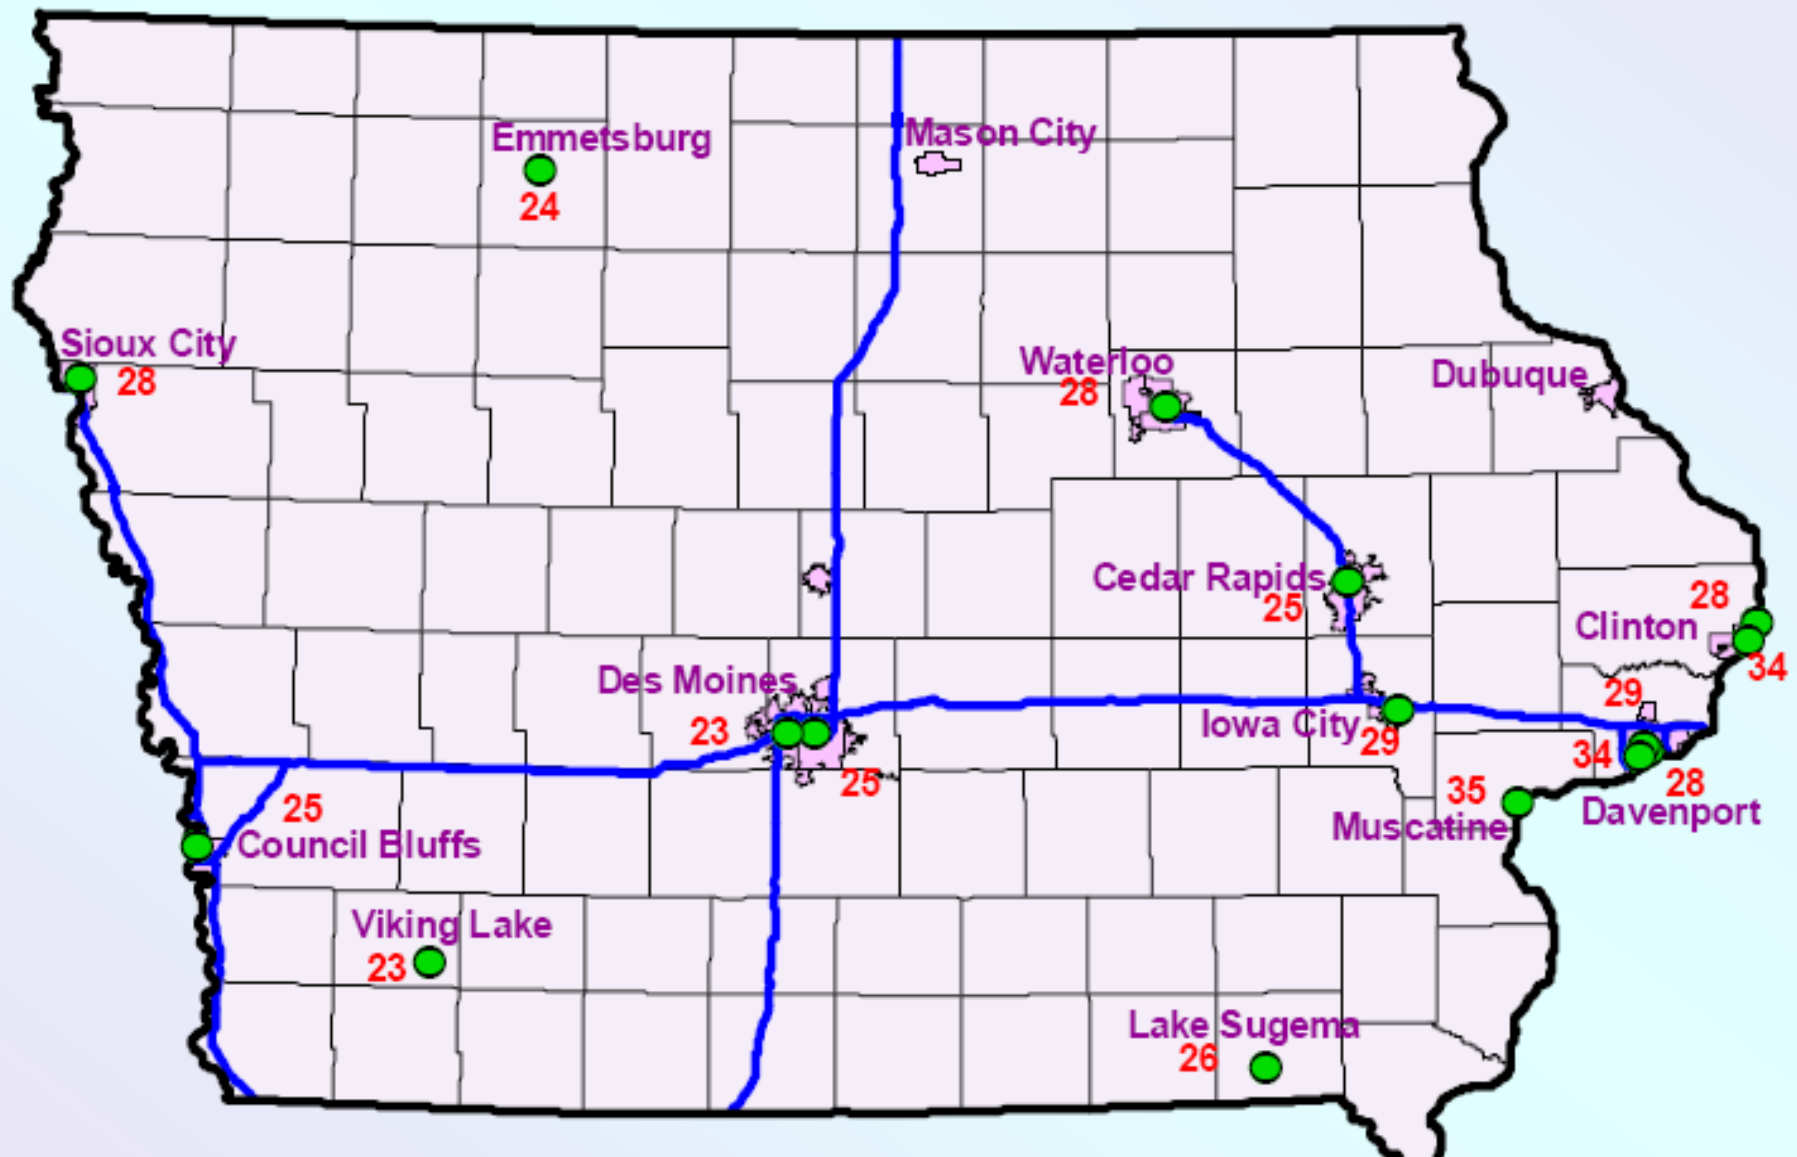 Emmetsburg
24
Mason City
Sioux City
28
Waterloo
28
Dubuque
Cedar Rapids
25
28
Clinton
34
Des Moines
23
25
Iowa City
29
29
34
28
Davenport
35
Muscatine
25
Council Bluffs
Viking Lake
23
Lake Sugema
26